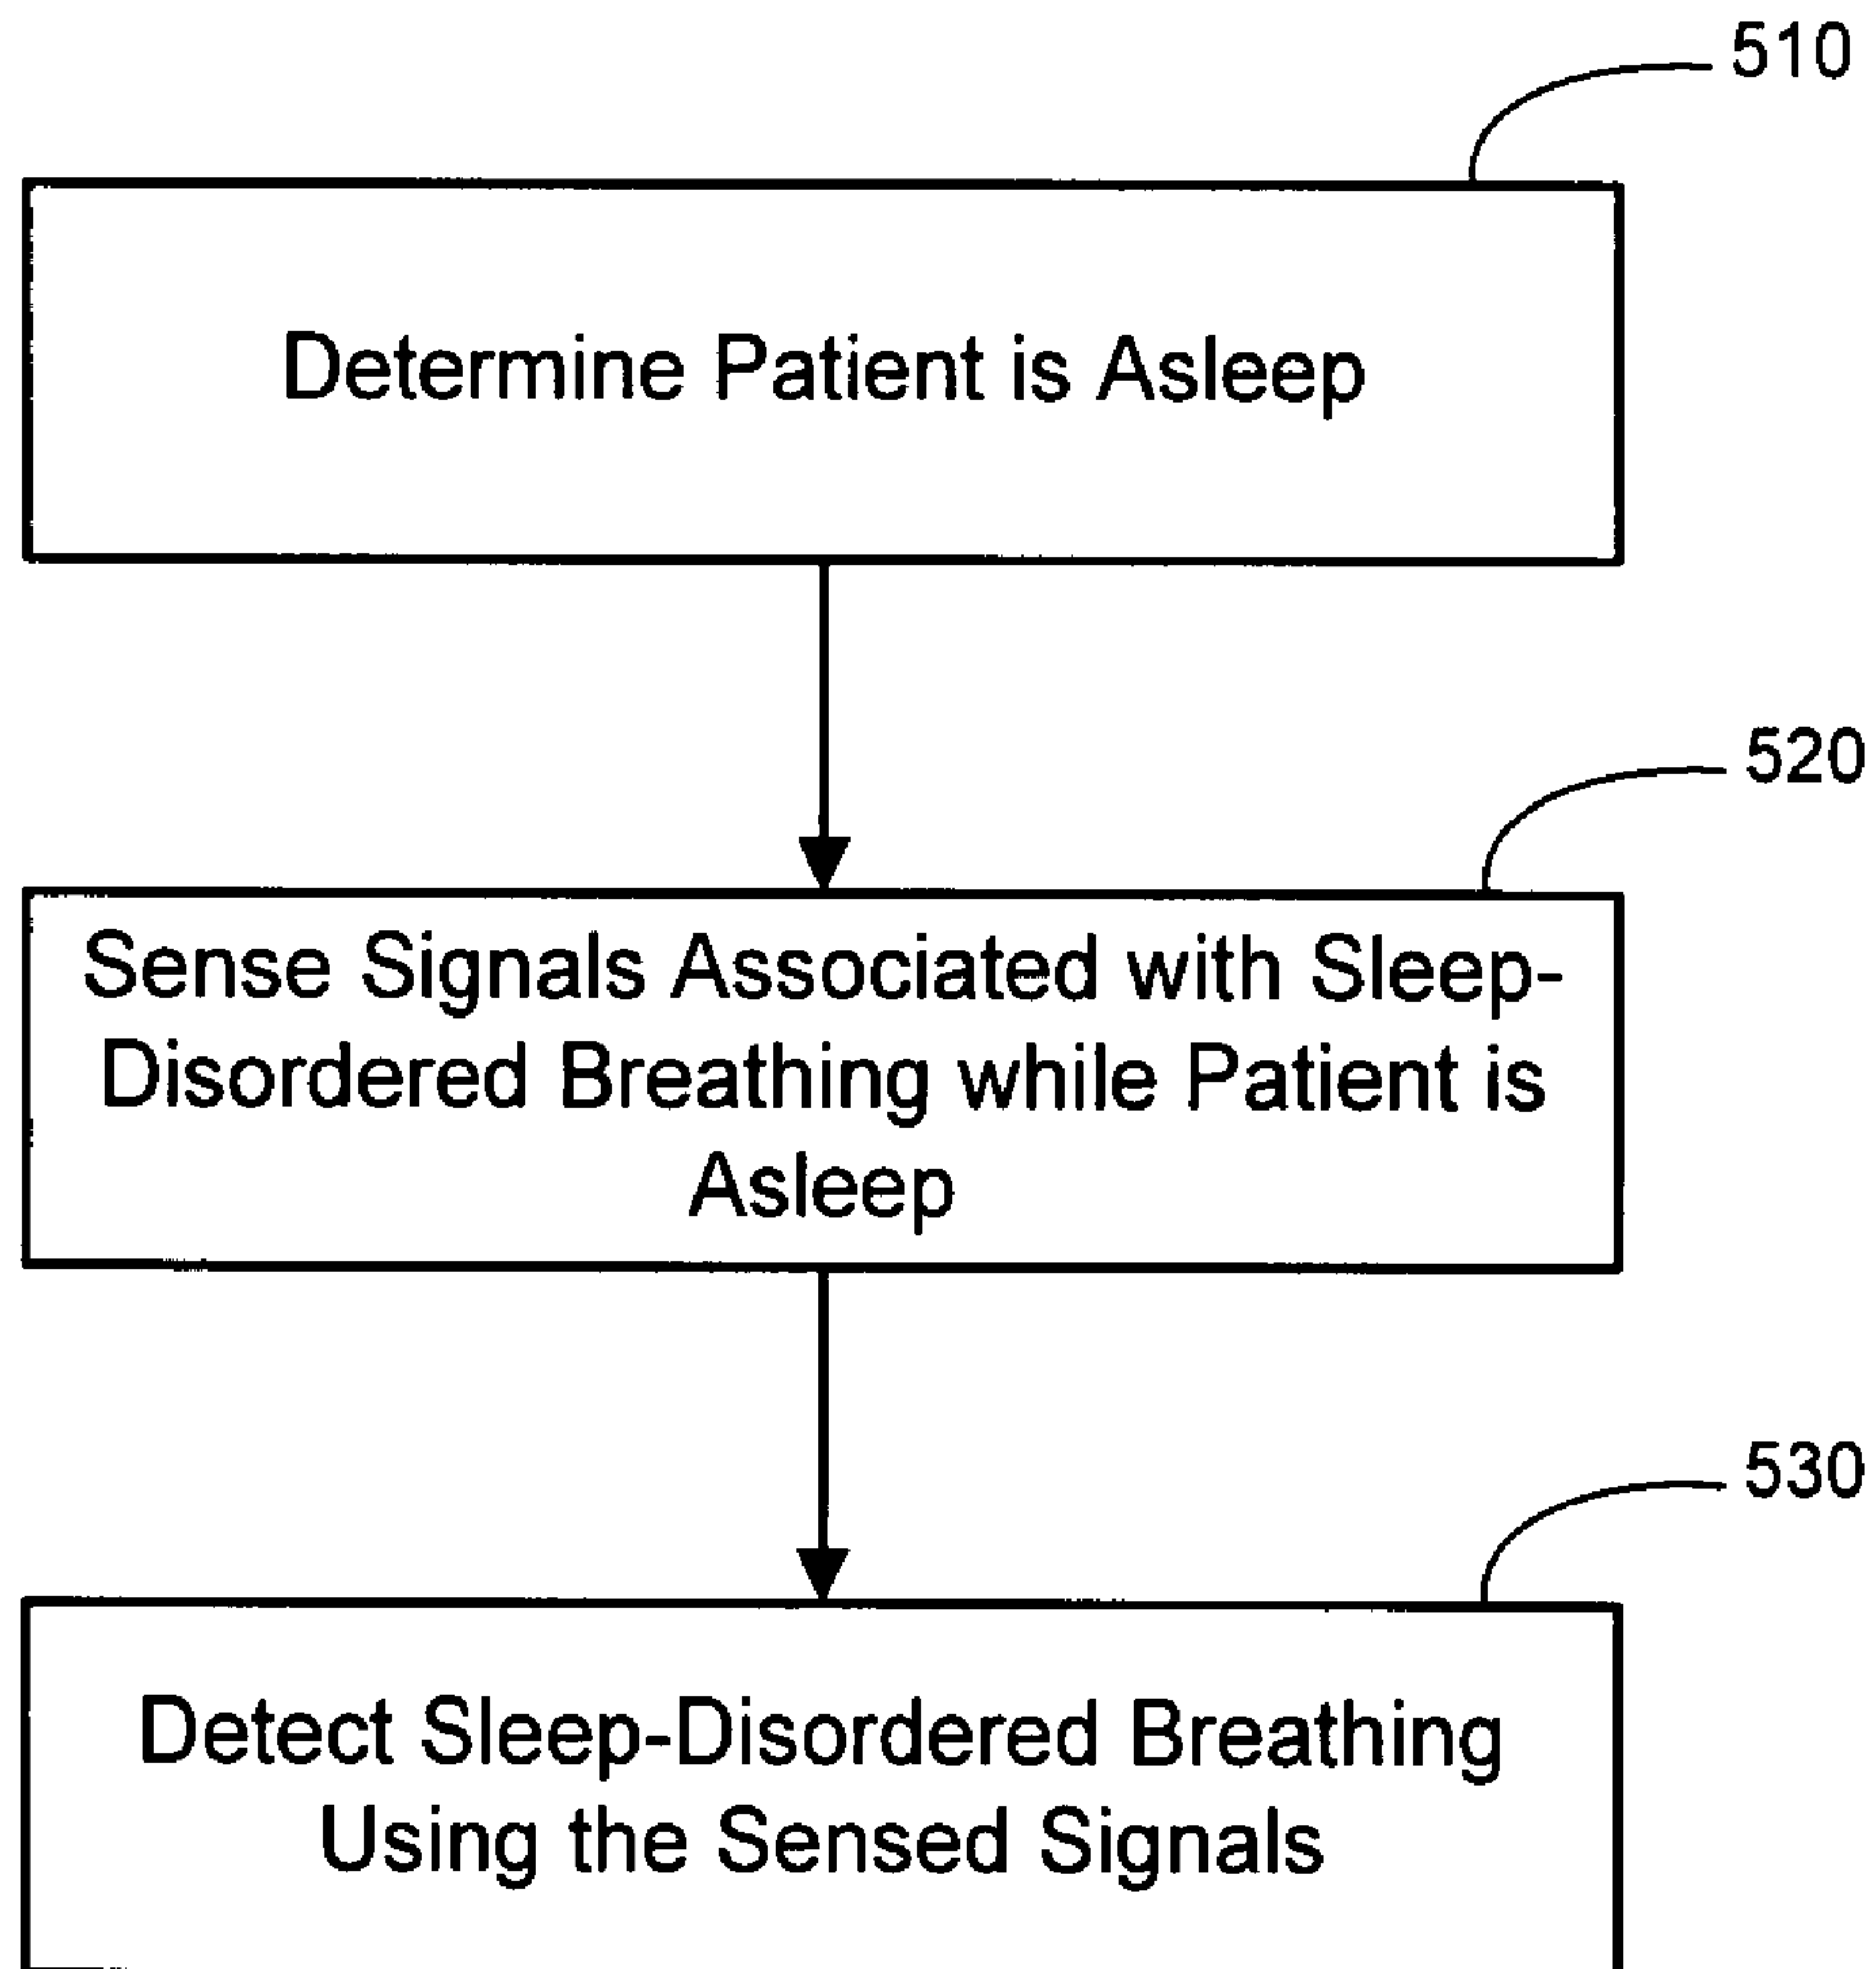 510
Determine Patient is Asleep
520
Sense Signals Associated with Sleep-
Disordered Breathing while Patient is
Asleep
530
Detect Sleep-Disordered Breathing
Using the Sensed Signals